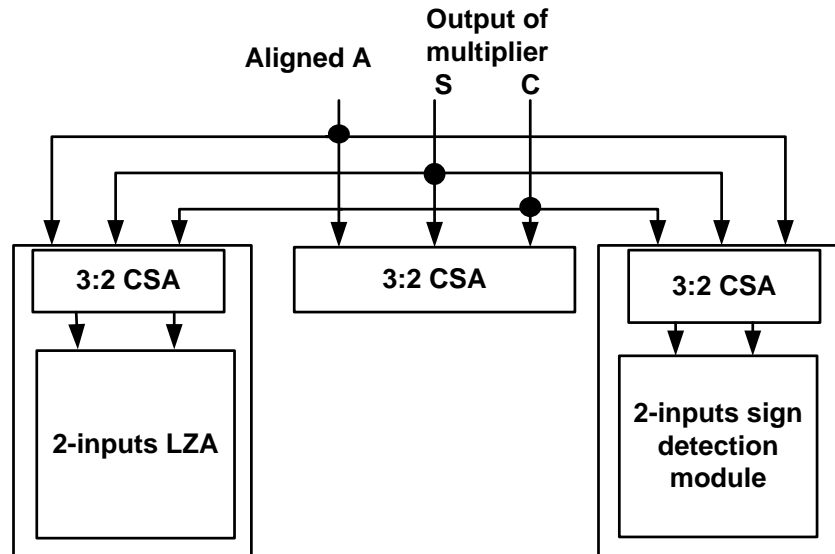 Aligned A
Output of
multiplier
S C
3:2 CSA
3:2 CSA
3:2 CSA
2-inputs LZA
2-inputs sign
detection
module